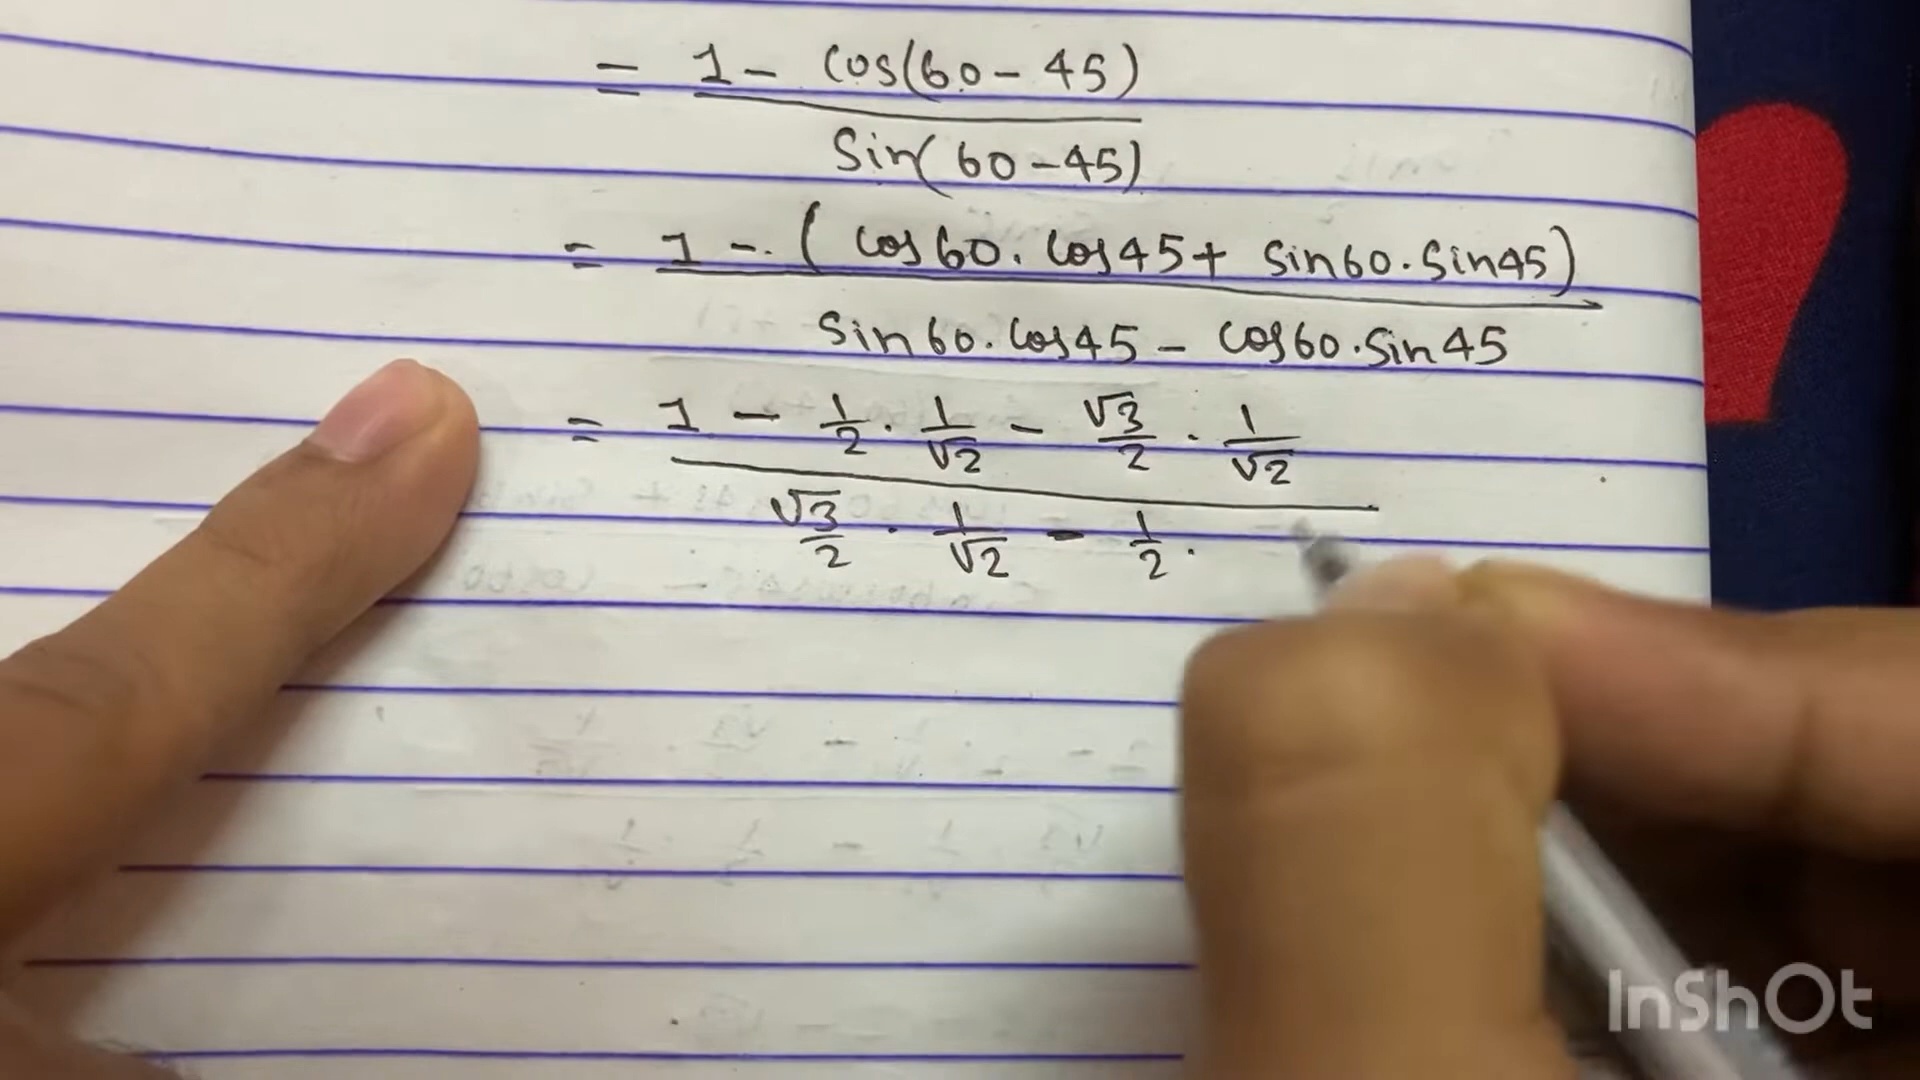 = 1 - cos(60 - 45)
Sin(60 - 45)
= 1 - (cos60. cos45 + sin60. sin45)
Sin60. cos45 - cos60. sin45
= 1 - 1/2 . 1/√2 - √3/2 . 1/√2
√3/2 . 1/√2 - 1/2 .
InShOt